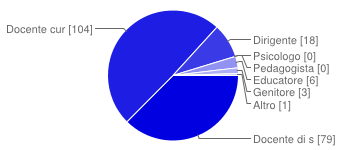 Docente cur [104]
Dirigente [18]
Psicologo [0]
Pedagogista [0]
Educatore [6]
Genitore [3]
Altro [1]
Docente di s [79]